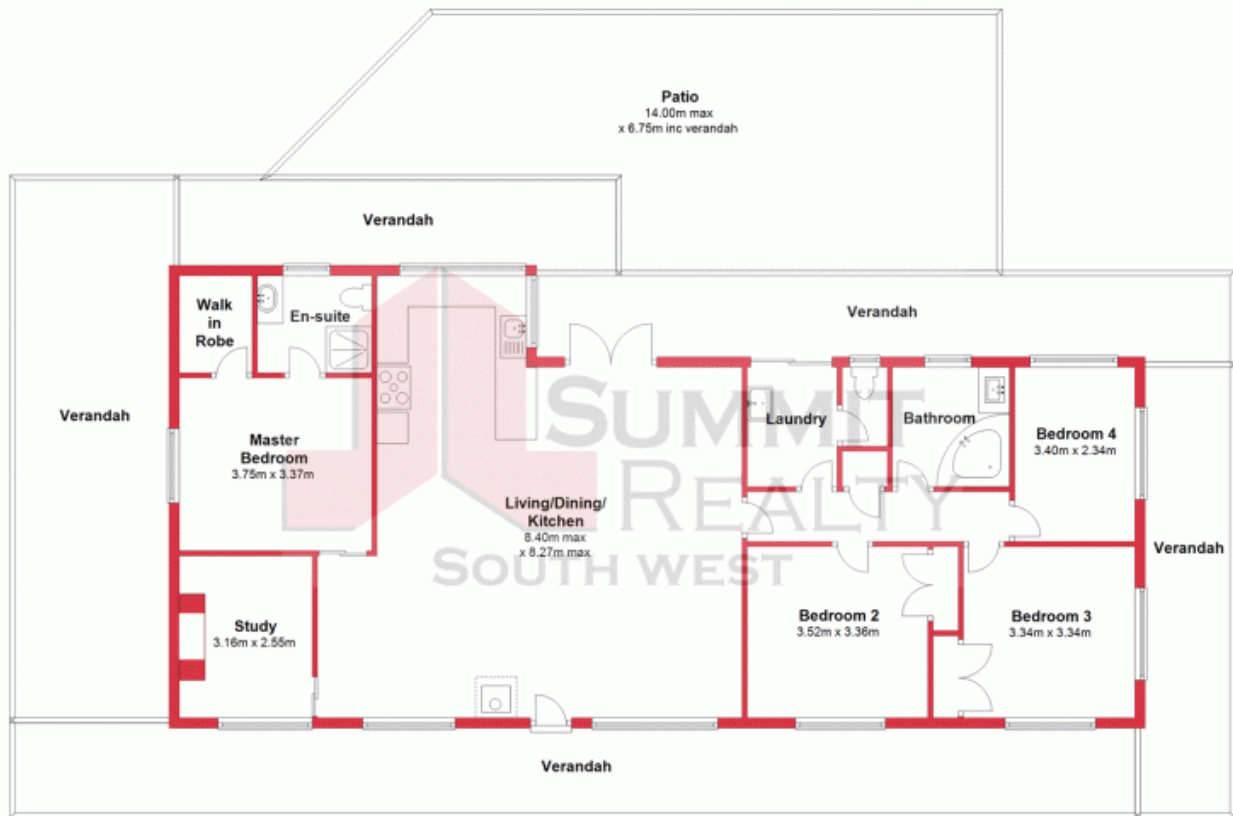 Patio
14.00m max
x 6.75m inc verandah
Verandah
Walk
in
Robe
En-suite
Verandah
Verandah
Master
Bedroom
3.75m x 3.37m
Laundry
Bathroom
Bedroom 4
3.40m x 2.34m
SUMMIT
REALTY
SOUTH WEST
Living/Dining/
Kitchen
8.40m max
x 8.27m max
Verandah
Study
3.16m x 2.55m
Bedroom 2
3.52m x 3.36m
Bedroom 3
3.34m x 3.34m
Verandah